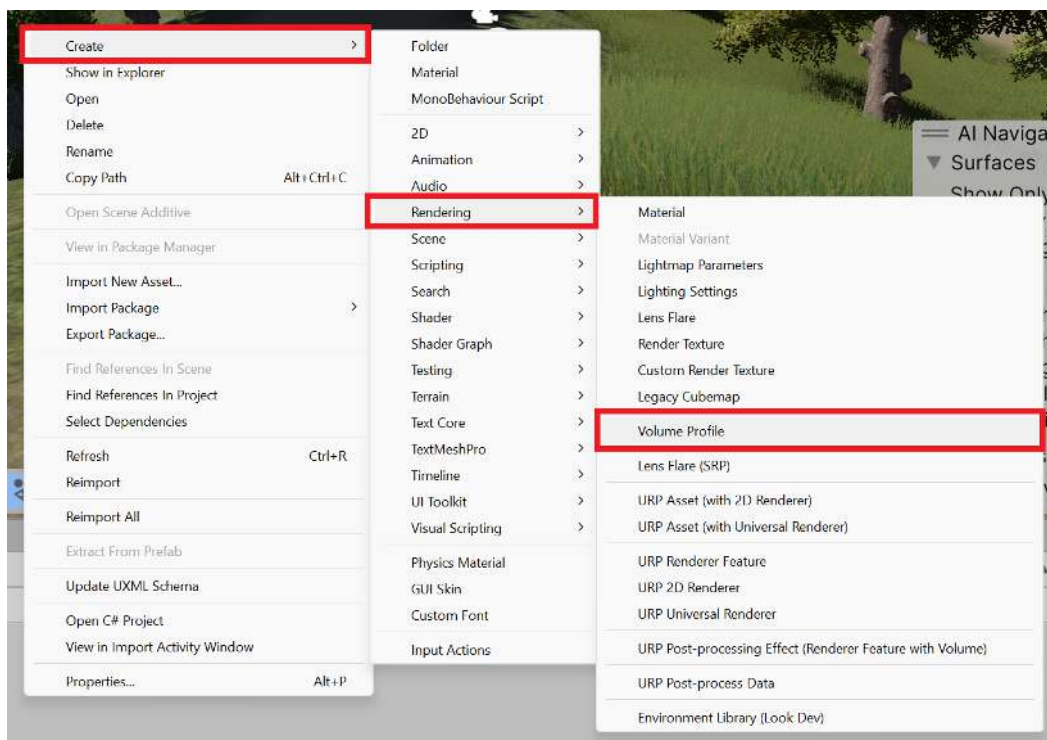 Create
Show in Explorer
Open
Delete
Rename
Copy Path Alt+Ctrl+C
Open Scene Additive
View in Package Manager
Import New Asset...
Import Package
Export Package...
Find References In Scene
Find References In Project
Select Dependencies
Refresh Ctrl+R
Reimport
Reimport All
Extract From Prefab
Update UXML Schema
Open C# Project
View in Import Activity Window
Properties... Alt+P
Folder
Material
MonoBehaviour Script
2D
Animation
Audio
Rendering
Scene
Scripting
Search
Shader
Shader Graph
Testing
Terrain
Text Core
TextMeshPro
Timeline
UI Toolkit
Visual Scripting
Physics Material
GUI Skin
Custom Font
Input Actions
Material
Material Variant
Lightmap Parameters
Lighting Settings
Lens Flare
Render Texture
Custom Render Texture
Legacy Cubemap
Volume Profile
Lens Flare (SRP)
URP Asset (with 2D Renderer)
URP Asset (with Universal Renderer)
URP Renderer Feature
URP 2D Renderer
URP Universal Renderer
URP Post-processing Effect (Renderer Feature with Volume)
URP Post-process Data
Environment Library (Look Dev)
AI Naviga
Surfaces
Show Only